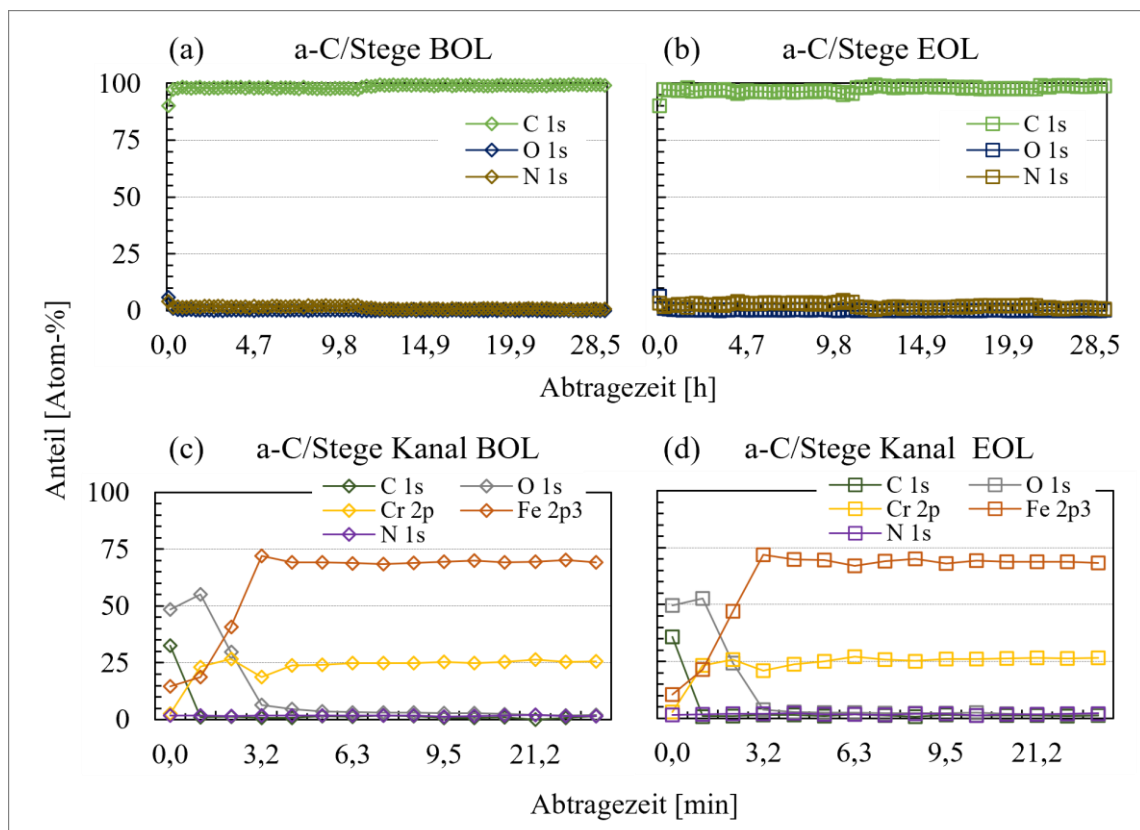 (a) a-C/Stege BOL
100
75
50
25
0
C 1s
O 1s
N 1s
0,0 4,7 9,8 14,9 19,9 28,5
(b) a-C/Stege EOL
C 1s
O 1s
N 1s
0,0 4,7 9,8 14,9 19,9 28,5
Abtragezeit [h]
Anteil [Atom-%]
(c) a-C/Stege Kanal BOL
100
75
50
25
0
C 1s O 1s
Cr 2p Fe 2p3
N 1s
0,0 3,2 6,3 9,5 21,2
(d) a-C/Stege Kanal EOL
C 1s O 1s
Cr 2p Fe 2p3
N 1s
0,0 3,2 6,3 9,5 21,2
Abtragezeit [min]